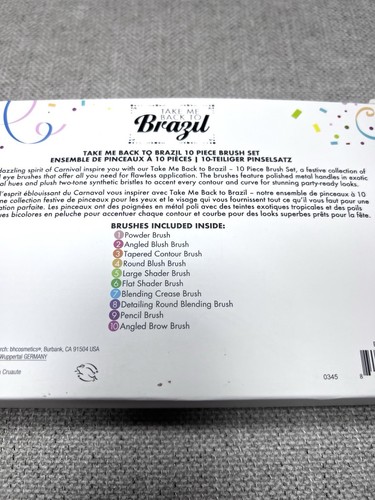 TAKE ME
BACK TO
Brazil
TAKE ME BACK TO BRAZIL 10 PIECE BRUSH SET
ENSEMBLE DE PINCEAUX À 10 PIÈCES | 10-TEILIGER PINSELSATZ
dazzling spirit of Carnival inspire you with our Take Me Back to Brazil – 10 Piece Brush Set, a festive collection of
eye brushes that offer all you need for flawless application. The brushes feature polished metal handles in exotic
al hues and plush two-tone synthetic bristles to accent every contour and curve for stunning party-ready looks.
l'esprit éblouissant du Carnaval vous inspirer avec Take Me Back to Brazil – otre ensemble de pinceaux à 10
ne collection festive de pinceaux pour les yeux et le visage qui vous fournissent tout ce qu'il vaut faut pour une
ation parfaite. Les pinceaux ont des poignées en métal poli avec des teintes exotiques tropicales et des poils
es bicolores en peluche pour accentuer chaque contour et courbe pour des looks superbes prêts pour la fête.
BRUSHES INCLUDED INSIDE:
1 Powder Brush
2 Angled Blush Brush
3 Tapered Contour Brush
4 Round Blush Brush
5 Large Shader Brush
6 Flat Shader Brush
7 Blending Crease Brush
8 Detailing Round Blending Brush
9 Pencil Brush
10 Angled Brow Brush
rch: bhcosmetics®, Burbank, CA 91504 USA
Wuppertal GERMANY
Cruauté
0345
8